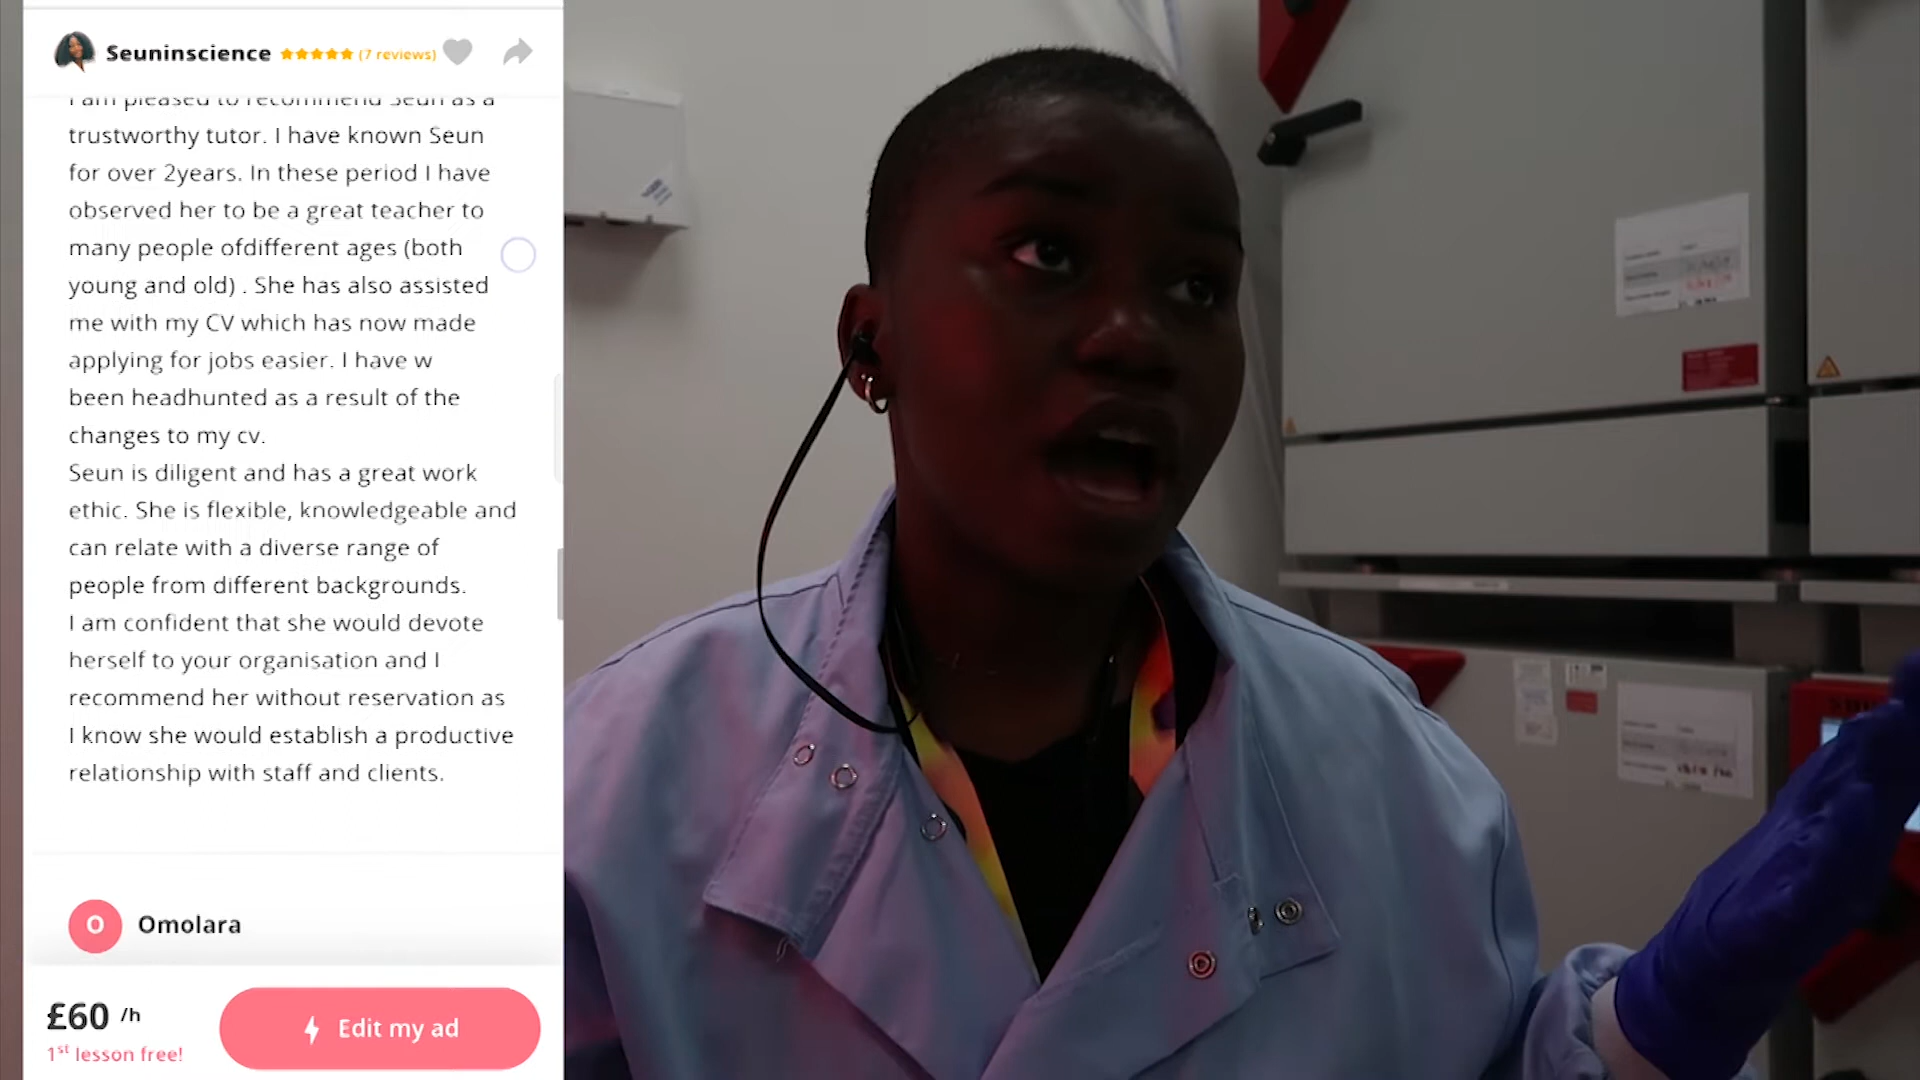 Seuninscience ★★★★★ (7 reviews)
I am pleased to recommend Seun as a
trustworthy tutor. I have known Seun
for over 2years. In these period I have
observed her to be a great teacher to
many people ofdifferent ages (both
young and old) . She has also assisted
me with my CV which has now made
applying for jobs easier. I have w
been headhunted as a result of the
changes to my cv.
Seun is diligent and has a great work
ethic. She is flexible, knowledgeable and
can relate with a diverse range of
people from different backgrounds.
I am confident that she would devote
herself to your organisation and I
recommend her without reservation as
I know she would establish a productive
relationship with staff and clients.
O Omolara
£60 /h
1st lesson free!
Edit my ad